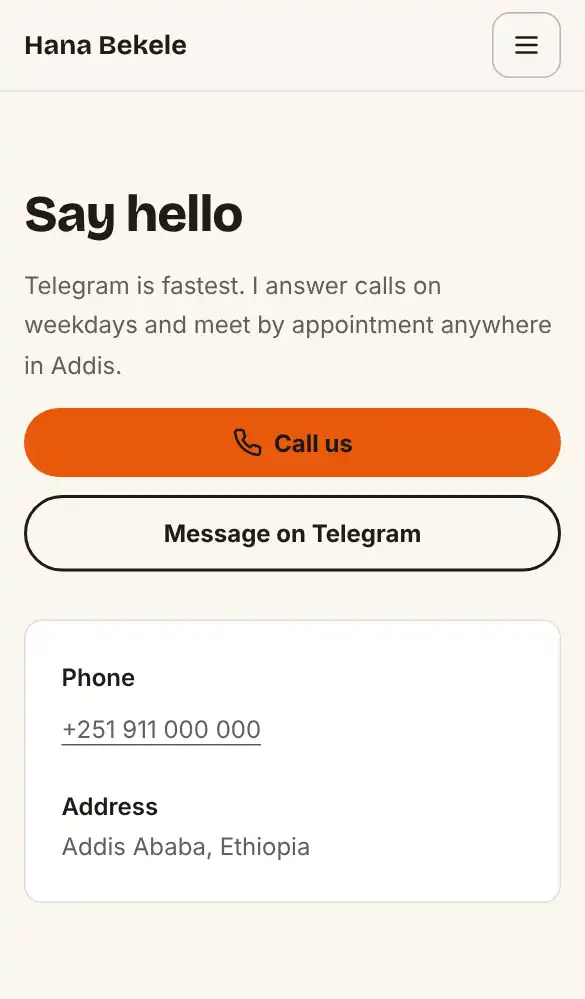 Hana Bekele
Say hello
Telegram is fastest. I answer calls on
weekdays and meet by appointment anywhere
in Addis.
Call us
Message on Telegram
Phone
+251 911 000 000
Address
Addis Ababa, Ethiopia